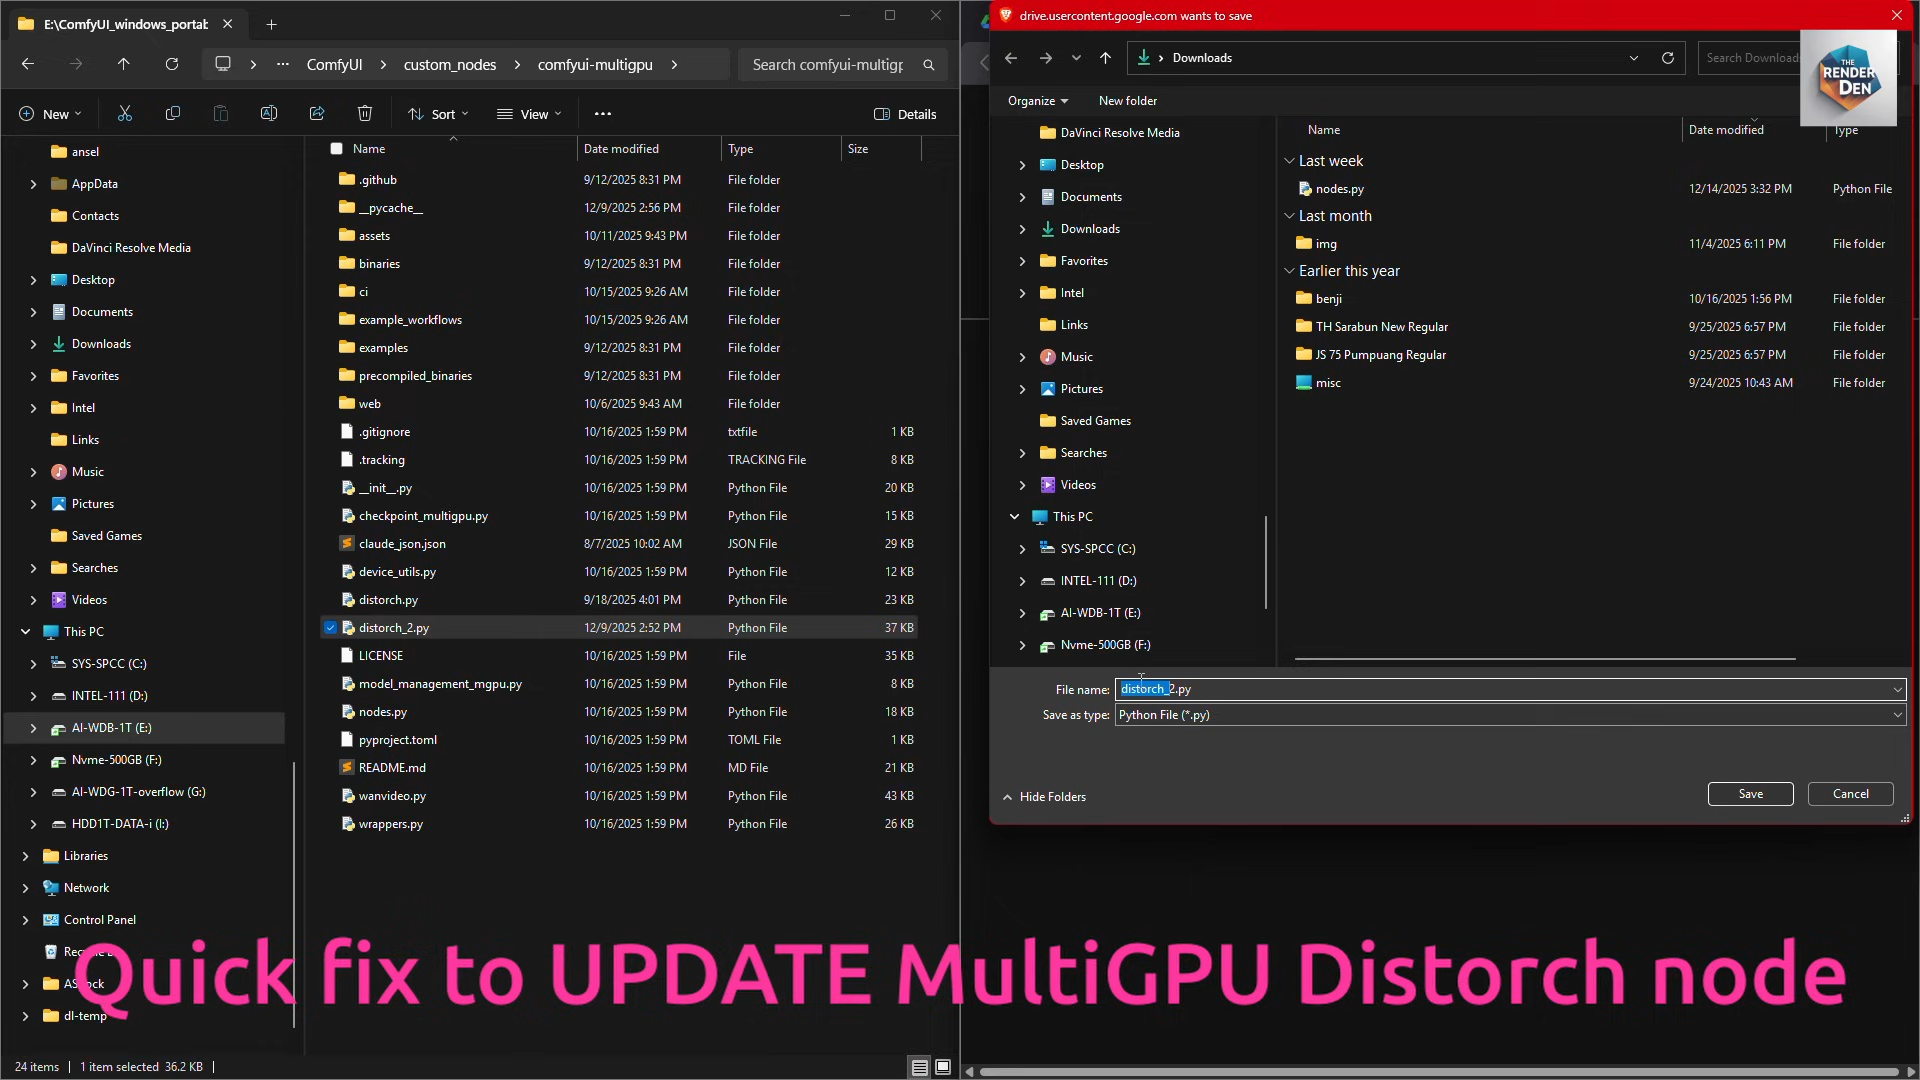 E:\ComfyUI_windows_portal
ComfyUI
custom_nodes
comfyui-multigpu
Search comfyui-multigp
New
Sort
View
Details
ansel
AppData
Contacts
DaVinci Resolve Media
Desktop
Documents
Downloads
Favorites
Intel
Links
Music
Pictures
Saved Games
Searches
Videos
This PC
SYS-SPCC (C:)
INTEL-111 (D:)
AI-WDB-1T (E:)
Nvme-500GB (F:)
AI-WDG-1T-overflow (G:)
HDD1T-DATA-i (I:)
Libraries
Network
Control Panel
dl-temp
Name Date modified Type Size
.github 9/12/2025 8:31 PM File folder
__pycache__ 12/9/2025 2:56 PM File folder
assets 10/11/2025 9:43 PM File folder
binaries 9/12/2025 8:31 PM File folder
ci 10/15/2025 9:26 AM File folder
example_workflows 10/15/2025 9:26 AM File folder
examples 9/12/2025 8:31 PM File folder
precompiled_binaries 9/12/2025 8:31 PM File folder
web 10/6/2025 9:43 AM File folder
.gitignore 10/16/2025 1:59 PM txtfile 1 KB
.tracking 10/16/2025 1:59 PM TRACKING File 8 KB
__init__.py 10/16/2025 1:59 PM Python File 20 KB
checkpoint_multigpu.py 10/16/2025 1:59 PM Python File 15 KB
claude_json.json 8/7/2025 10:02 AM JSON File 29 KB
device_utils.py 10/16/2025 1:59 PM Python File 12 KB
distorch.py 9/18/2025 4:01 PM Python File 23 KB
distorch_2.py 12/9/2025 2:52 PM Python File 37 KB
LICENSE 10/16/2025 1:59 PM File 35 KB
model_management_mgpu.py 10/16/2025 1:59 PM Python File 8 KB
nodes.py 10/16/2025 1:59 PM Python File 18 KB
pyproject.toml 10/16/2025 1:59 PM TOML File 1 KB
README.md 10/16/2025 1:59 PM MD File 21 KB
wanvideo.py 10/16/2025 1:59 PM Python File 43 KB
wrappers.py 10/16/2025 1:59 PM Python File 26 KB
24 items 1 item selected 36.2 KB
drive.usercontent.google.com wants to save
Downloads
Search Download
THE
RENDER
DEN
Organize
New folder
DaVinci Resolve Media
Desktop
Documents
Downloads
Favorites
Intel
Links
Music
Pictures
Saved Games
Searches
Videos
This PC
SYS-SPCC (C:)
INTEL-111 (D:)
AI-WDB-1T (E:)
Nvme-500GB (F:)
Name Date modified Type
Last week
nodes.py 12/14/2025 3:32 PM Python File
Last month
img 11/4/2025 6:11 PM File folder
Earlier this year
benji 10/16/2025 1:56 PM File folder
TH Sarabun New Regular 9/25/2025 6:57 PM File folder
JS 75 Pumpuang Regular 9/25/2025 6:57 PM File folder
misc 9/24/2025 10:43 AM File folder
File name: distorch_2.py
Save as type: Python File (*.py)
Hide Folders
Save
Cancel
Quick fix to UPDATE MultiGPU Distorch node